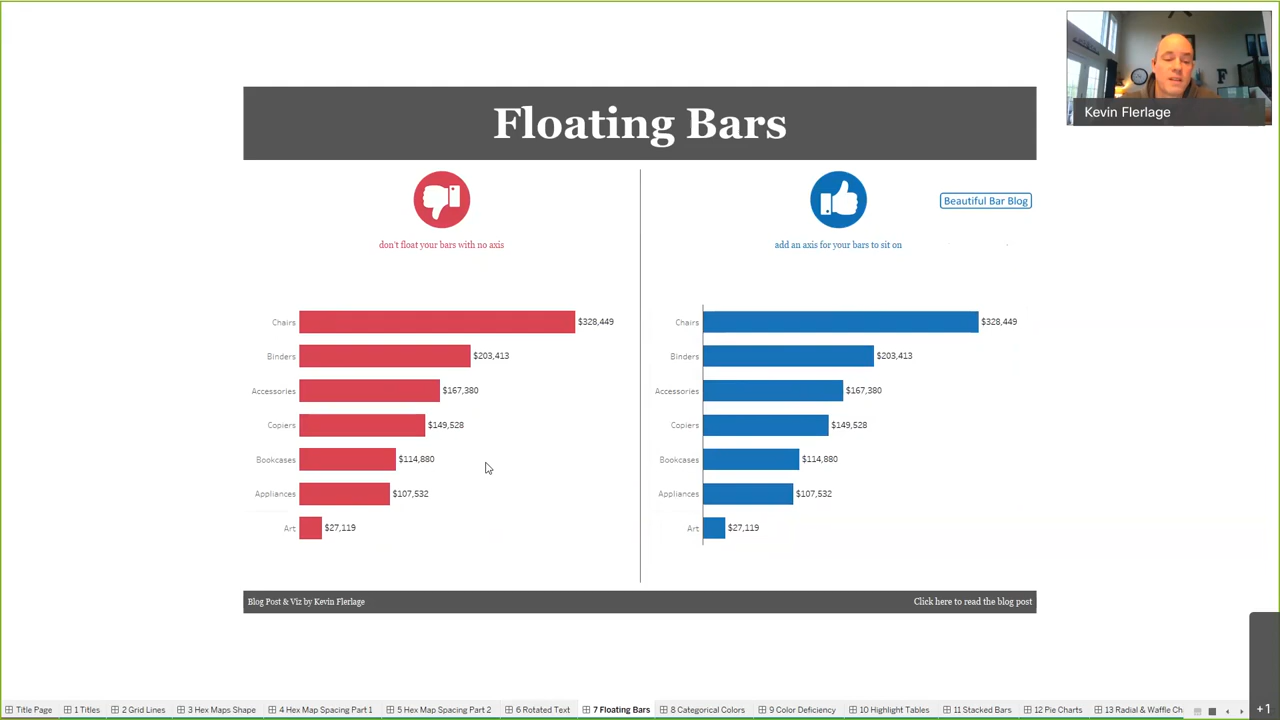 Kevin Flerlage
Floating Bars
Beautiful Bar Blog
don't float your bars with no axis
add an axis for your bars to sit on
Chairs $328,449
Binders $203,413
Accessories $167,380
Copiers $149,528
Bookcases $114,880
Appliances $107,532
Art $27,119
Chairs $328,449
Binders $203,413
Accessories $167,380
Copiers $149,528
Bookcases $114,880
Appliances $107,532
Art $27,119
Blog Post & Viz by Kevin Flerlage
Click here to read the blog post
Title Page 1 Titles 2 Grid Lines 3 Hex Maps Shape 4 Hex Map Spacing Part 1 5 Hex Map Spacing Part 2 6 Rotated Text 7 Floating Bars 8 Categorical Colors 9 Color Deficiency 10 Highlight Tables 11 Stacked Bars 12 Pie Charts 13 Radial & Waffle Ch +1